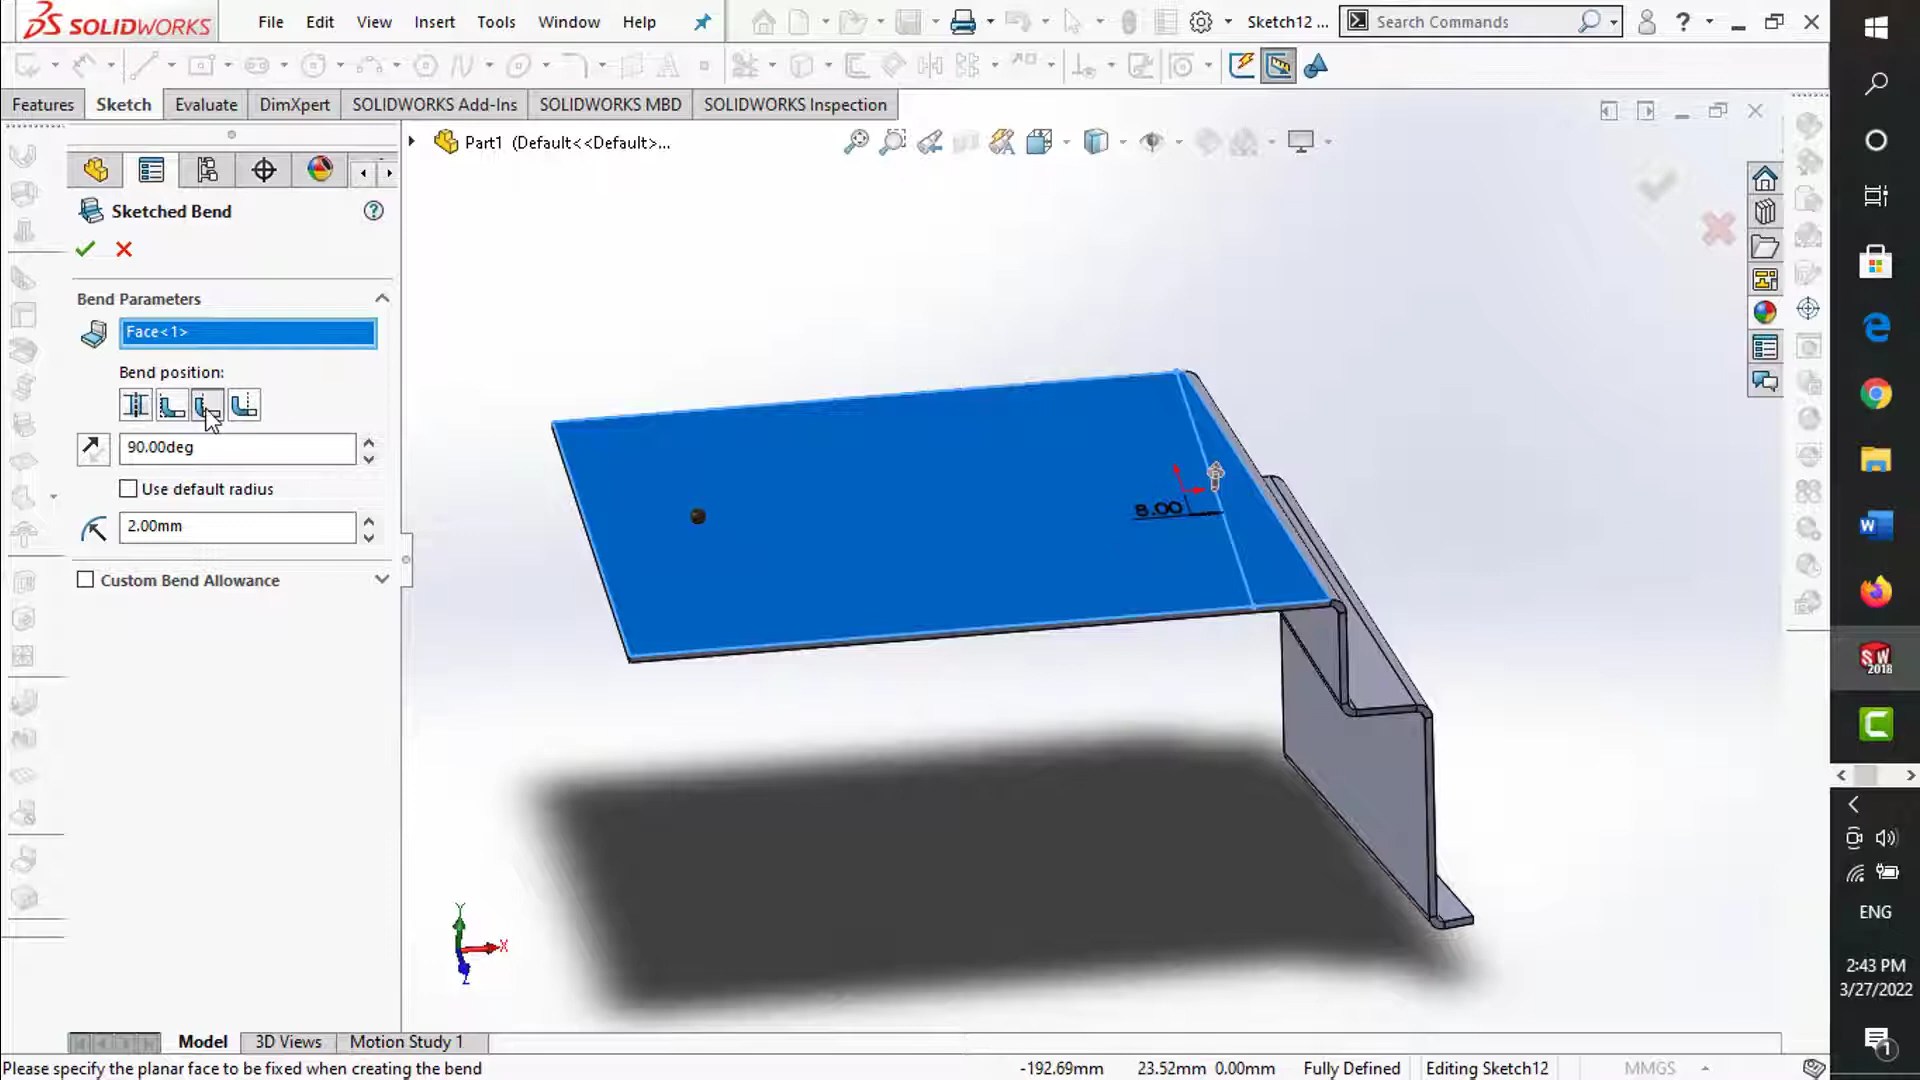 SOLIDWORKS
File Edit View Insert Tools Window Help
Sketch12 ...
Search Commands
Features Sketch Evaluate DimXpert SOLIDWORKS Add-Ins SOLIDWORKS MBD SOLIDWORKS Inspection
Part1 (Default<<Default>...
Sketched Bend
Bend Parameters
Face<1>
Bend position:
90.00deg
Use default radius
2.00mm
Custom Bend Allowance
8.00
Y
X
Z
SW
2018
ENG
2:43 PM
3/27/2022
1
Model 3D Views Motion Study 1
Please specify the planar face to be fixed when creating the bend
-192.69mm 23.52mm 0.00mm Fully Defined Editing Sketch12 MMGS